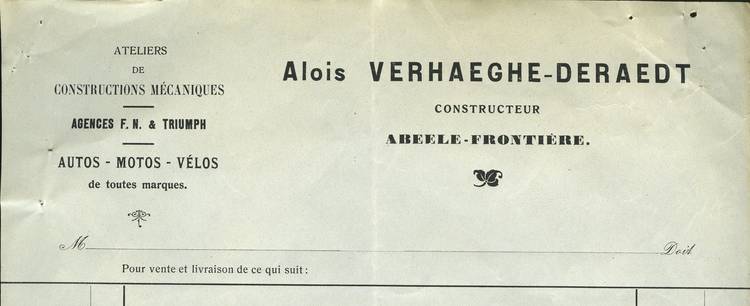 ATELIERS
DE
CONSTRUCTIONS MÉCANIQUES
AGENCES F. N. & TRIUMPH
AUTOS - MOTOS - VÉLOS
de toutes marques.
Alois VERHAEGHE-DERAEDT
CONSTRUCTEUR
ABEELE-FRONTIÈRE.
M Doit
Pour vente et livraison de ce qui suit :